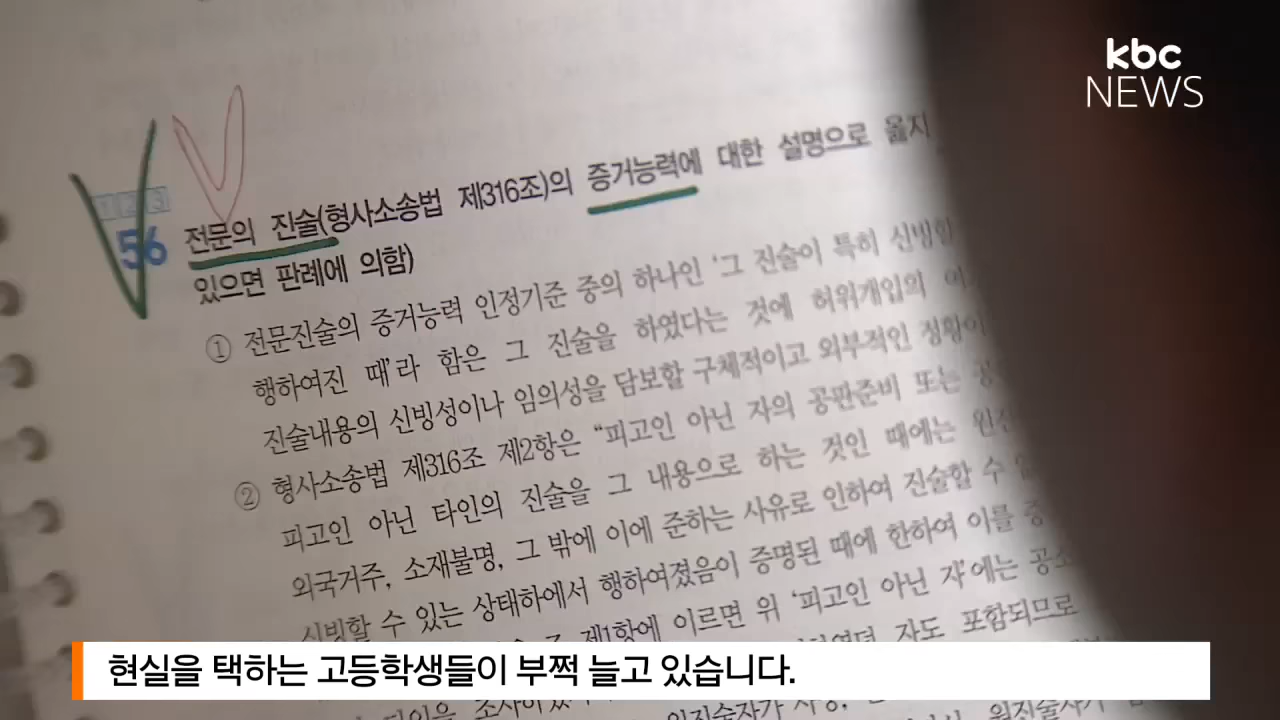 kbc
NEWS
1 2 3
56 전문의 진술(형사소송법 제316조)의 증거능력에 대한 설명으로 옳지
있으면 판례에 의함)
① 전문진술의 증거능력 인정기준 중의 하나인 '그 진술이 특히 신빙할
행하여진 때'라 함은 그 진술을 하였다는 것에 허위개입의
진술내용의 신빙성이나 임의성을 담보할 구체적이고 외부적인 정황이
② 형사소송법 제316조 제2항은 “피고인 아닌 자의 공판준비 또는
피고인 아닌 타인의 진술을 그 내용으로 하는 것인 때에는
외국거주, 소재불명, 그 밖에 이에 준하는 사유로 인하여 진술할 수
신빙할 수 있는 상태하에서 행하여졌음이 증명된 때에 한하여 이를
제1항에 이르면 위 '피고인 아닌 자'에는
자도 포함되므로
현실을 택하는 고등학생들이 부쩍 늘고 있습니다.